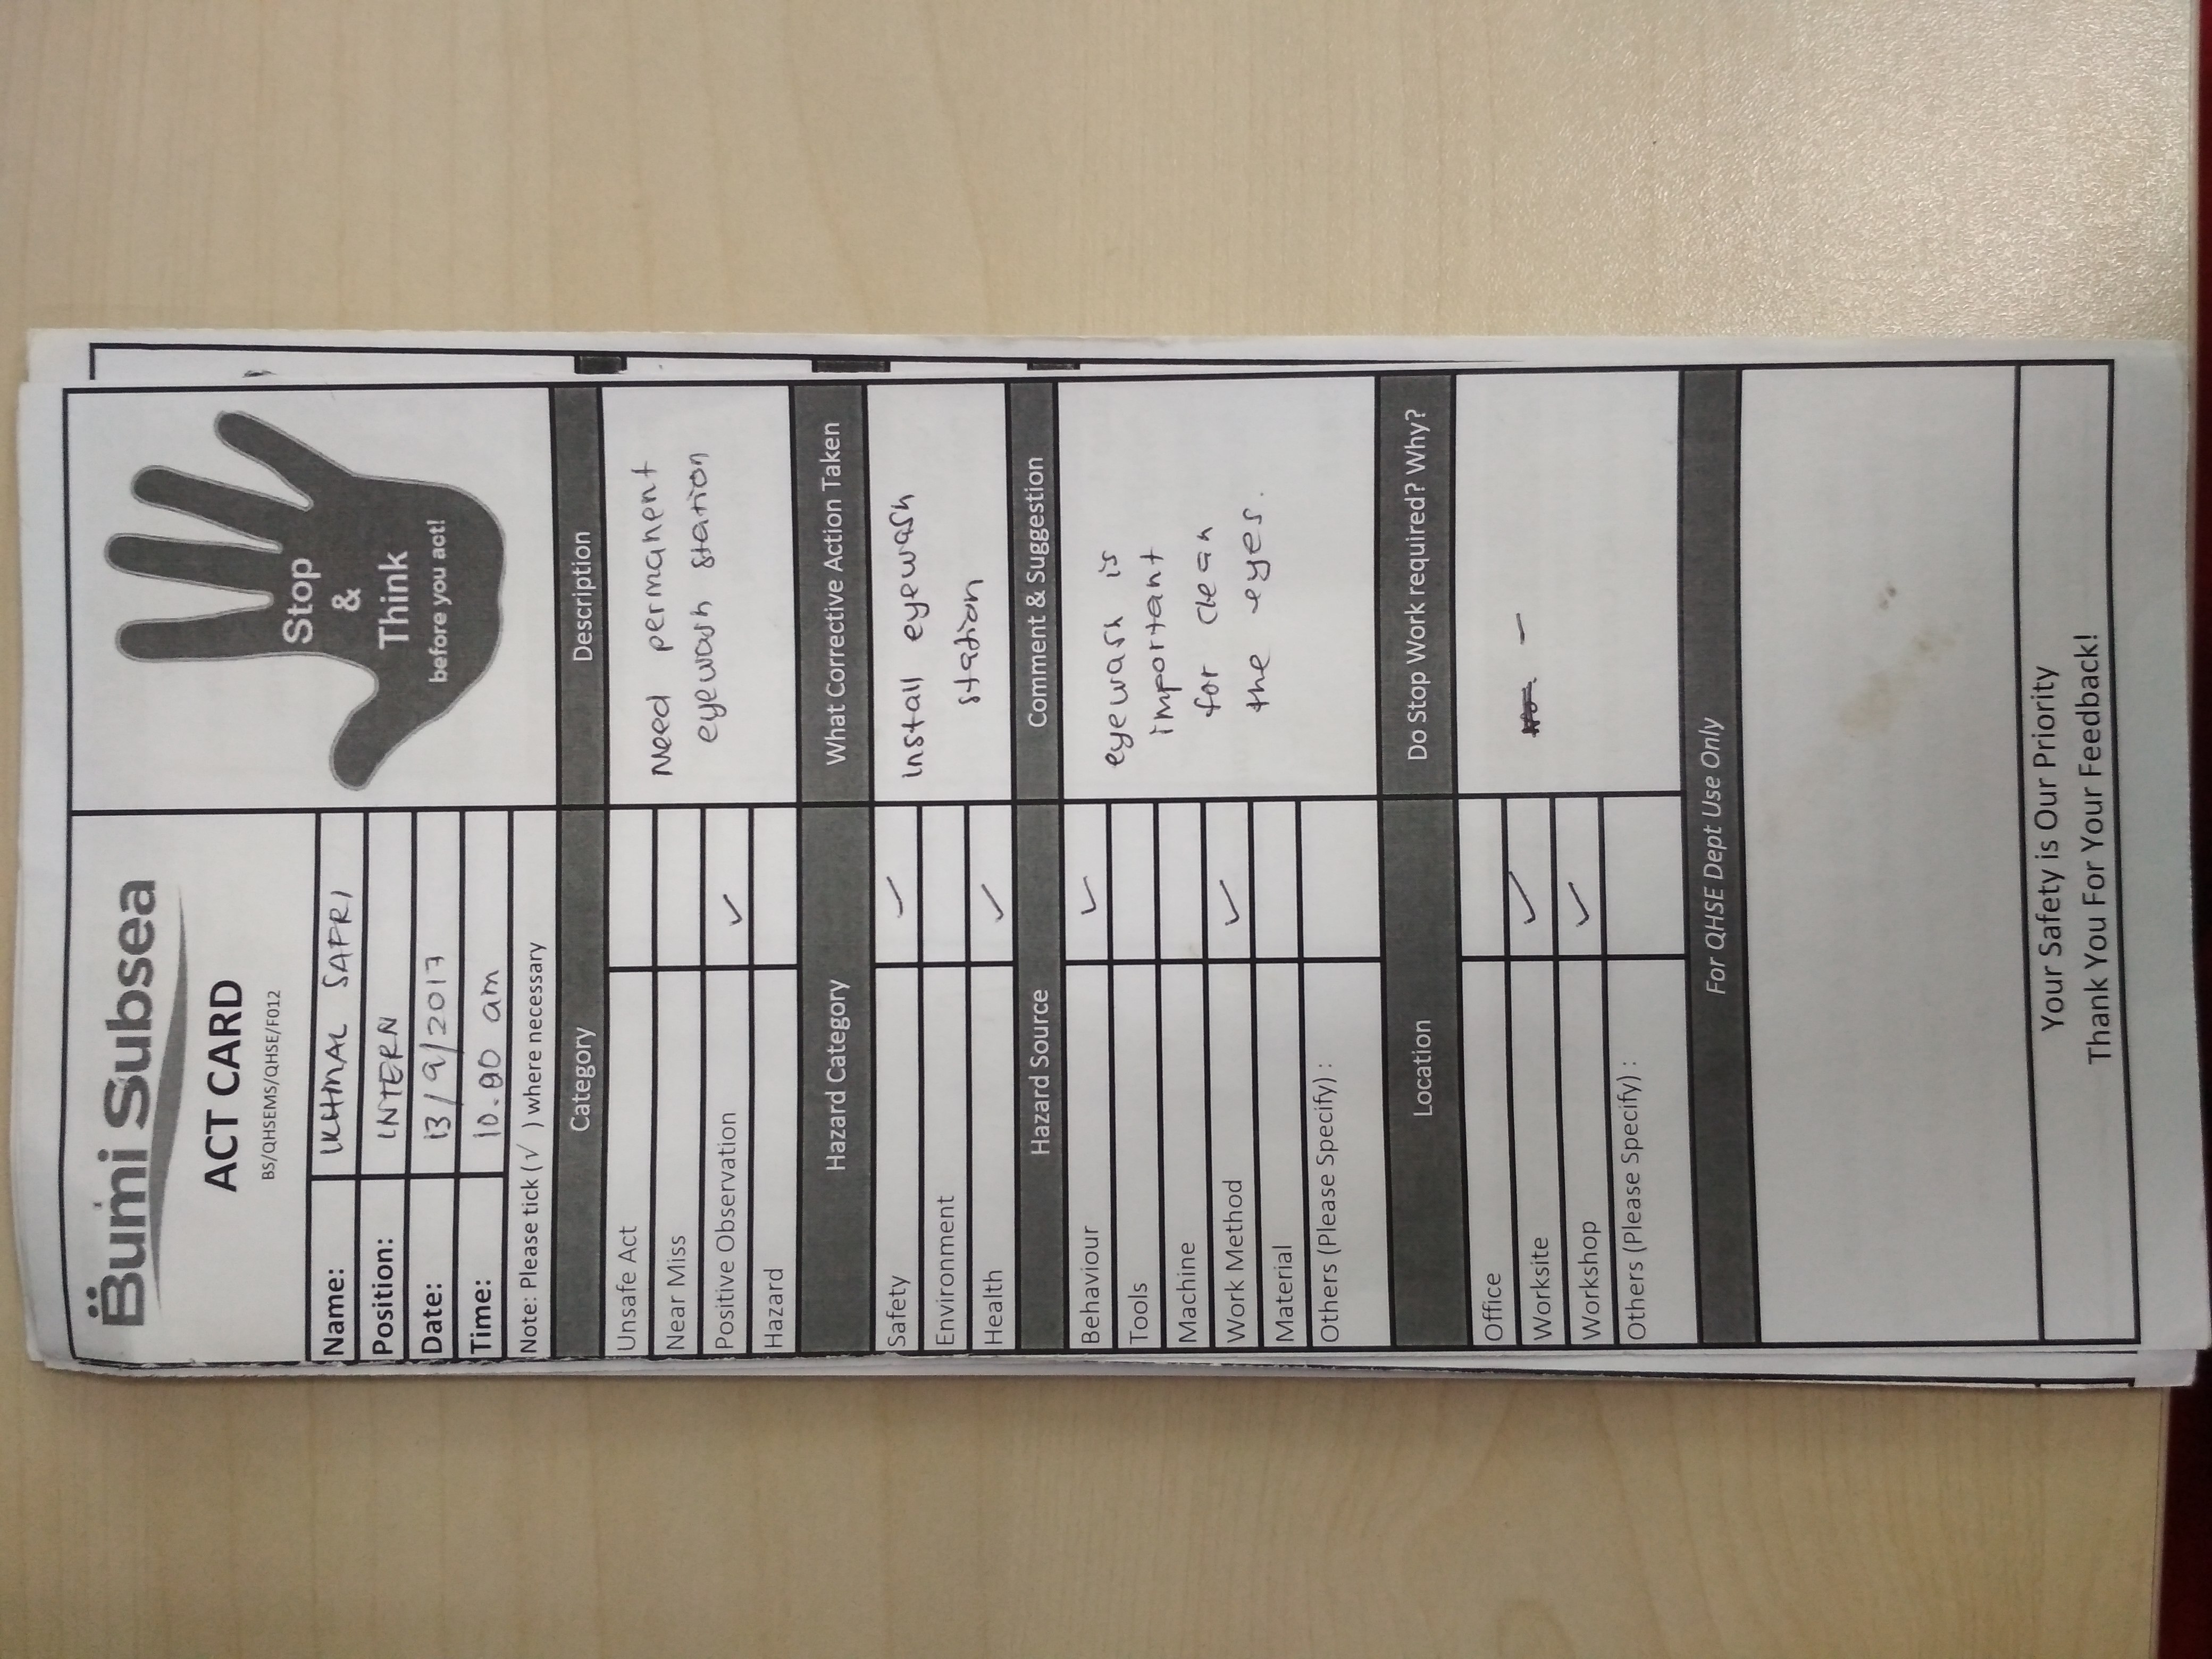 Bumi Subsea
ACT CARD
BS/QHSEMS/QHSE/F012
Stop
&
Think
before you act!
Name: IKHMAL SAPRI
Position: INTERN
Date: 13/9/2017
Time: am
Note: Please tick (√ ) where necessary
Category
Description
Unsafe Act
Near Miss
Positive Observation ✓
Hazard
Need permanent
eyewash station
Hazard Category
What Corrective Action Taken
Safety ✓
Environment
Health ✓
install eyewash
station
Hazard Source
Comment & Suggestion
Behaviour ✓
Tools
Machine
Work Method ✓
Material
Others (Please Specify) :
eyewash is
important
for clean
the eyes.
Location
Do Stop Work required? Why?
Office
Worksite ✓
Workshop ✓
Others (Please Specify) :
–
For QHSE Dept Use Only
Your Safety is Our Priority
Thank You For Your Feedback!